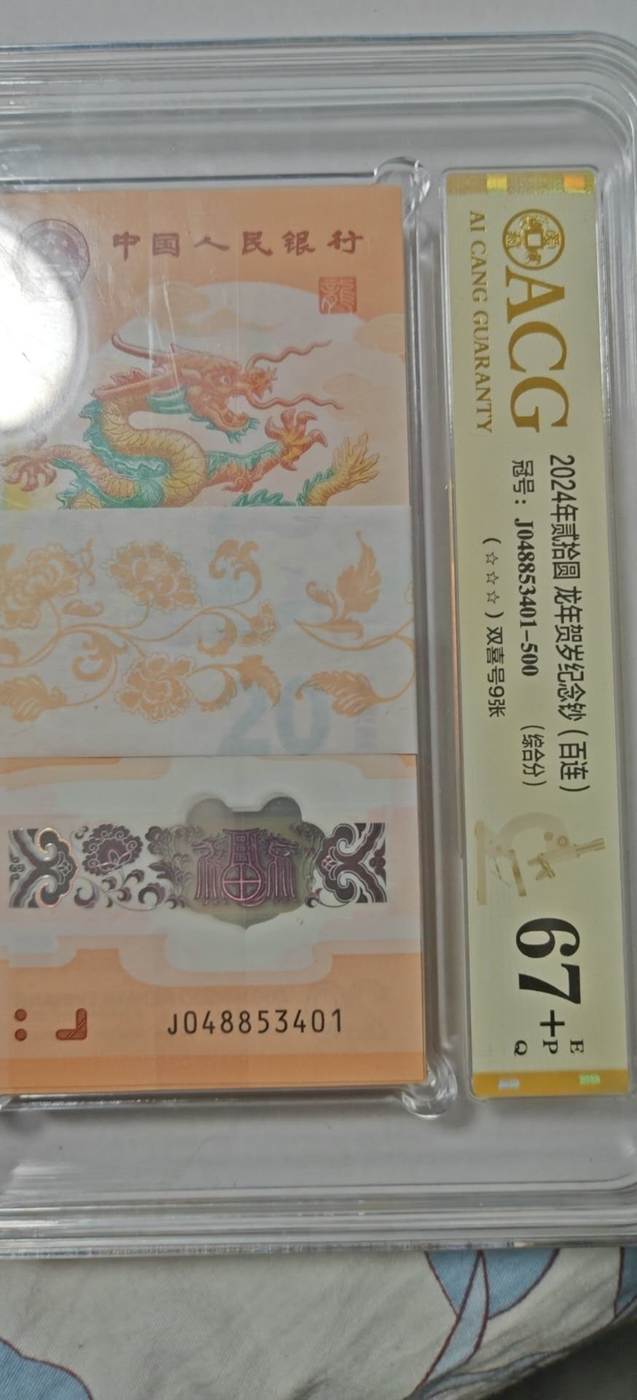 中国人民银行
龍
20
J048853401
ACG
AI CANG GUARANTY
2024年贰拾圆 龙年贺岁纪念钞（百连）
冠号：J048853401-500
（综合分）
（☆☆☆）双喜号9张
67+
E
P
Q